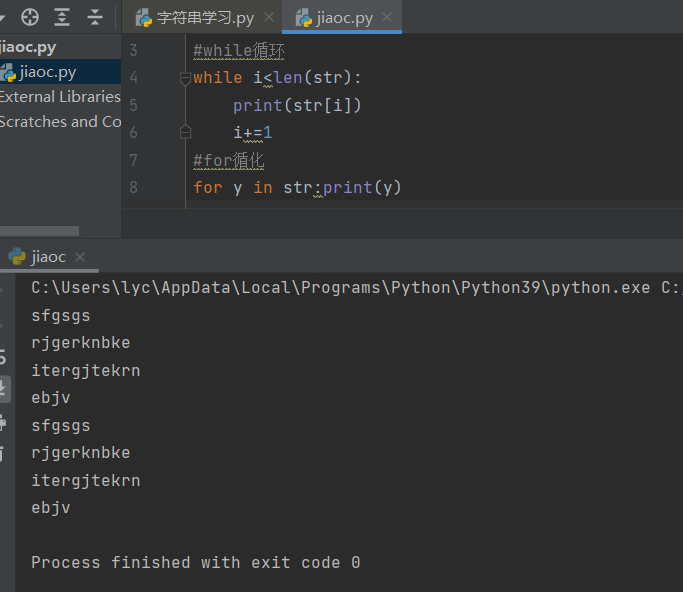 字符串学习.py
jiaoc.py
jiaoc.py
jiaoc.py
External Libraries
Scratches and Co
3 #while循环
4 while i<len(str):
5 print(str[i])
6 i+=1
7 #for循化
8 for y in str:print(y)
jiaoc
C:\Users\lyc\AppData\Local\Programs\Python\Python39\python.exe C:
sfgsgs
rjgerknbke
itergjtekrn
ebjv
sfgsgs
rjgerknbke
itergjtekrn
ebjv
Process finished with exit code 0